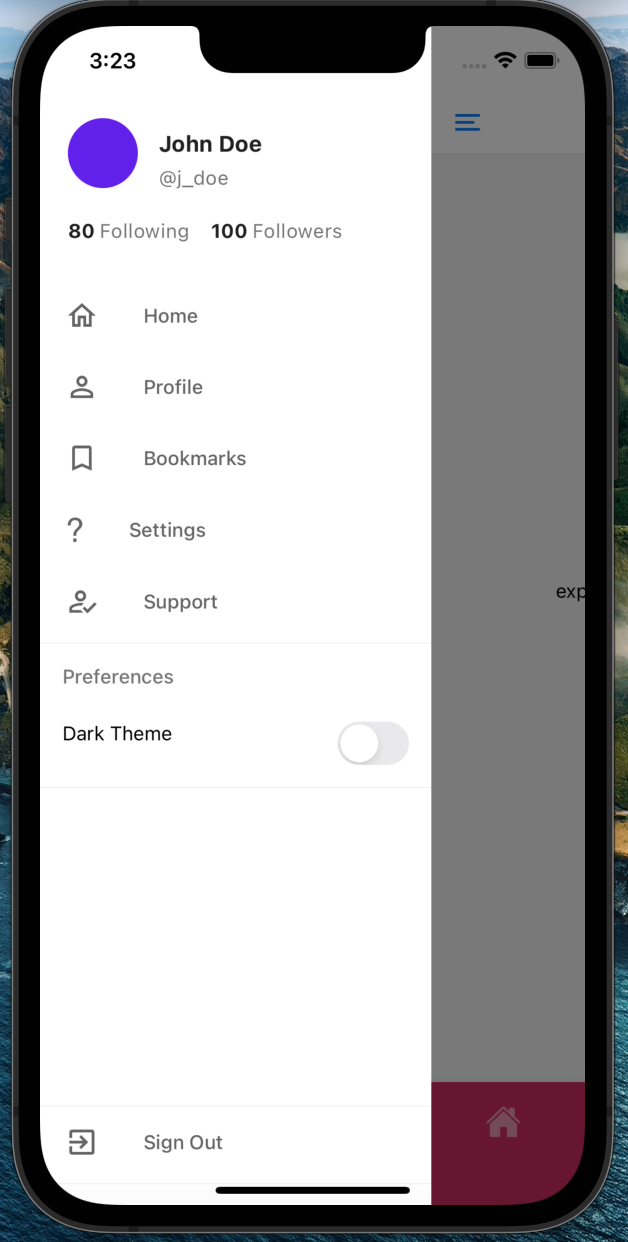 3:23
John Doe
@j_doe
80 Following 100 Followers
Home
Profile
Bookmarks
? Settings
Support
exp
Preferences
Dark Theme
Sign Out